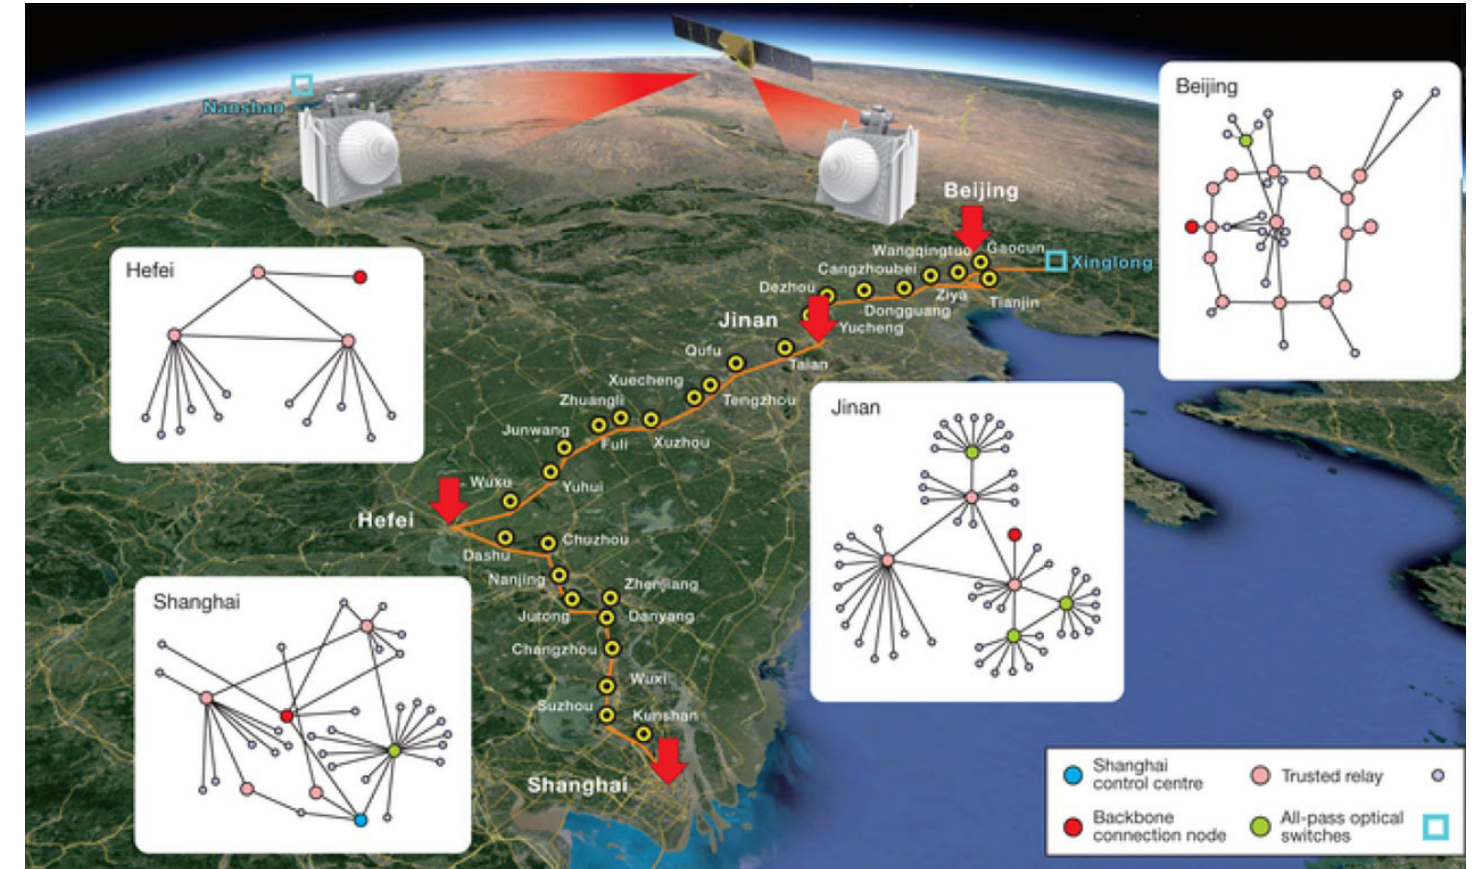 Nanshan
Beijing
Beijing
Wangqingtuo
Gaocun
Cangzhoubei
Xinglong
Dezhou
Ziya
Tianjin
Dongguang
Jinan
Yucheng
Qufu
Taian
Xuecheng
Tengzhou
Zhuangli
Junwang
Fuli
Xuzhou
Wuxu
Yuhui
Hefei
Hefei
Dashu
Chuzhou
Nanjing
Zhenjiang
Jurong
Danyang
Changzhou
Wuxi
Suzhou
Kunshan
Shanghai
Shanghai
Jinan
Shanghai
control centre
Trusted relay
Backbone
connection node
All-pass optical
switches